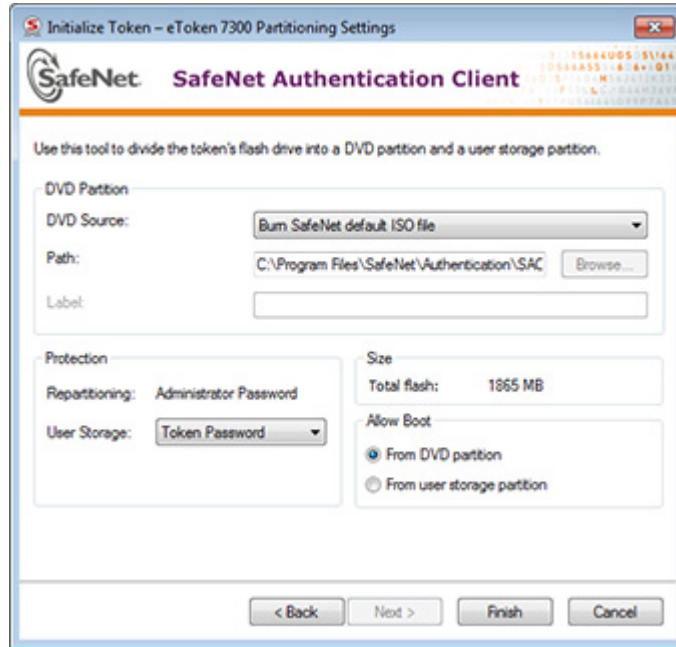 Initialize Token – eToken 7300 Partitioning Settings
SafeNet.
SafeNet Authentication Client
Use this tool to divide the token's flash drive into a DVD partition and a user storage partition.
DVD Partition
DVD Source:
Burn SafeNet default ISO file
Path:
C:\Program Files\SafeNet\Authentication\SAC
Browse...
Label:
Protection
Repartitioning:
Administrator Password
User Storage:
Token Password
Size
Total flash:
1865 MB
Allow Boot
From DVD partition
From user storage partition
< Back
Next >
Finish
Cancel